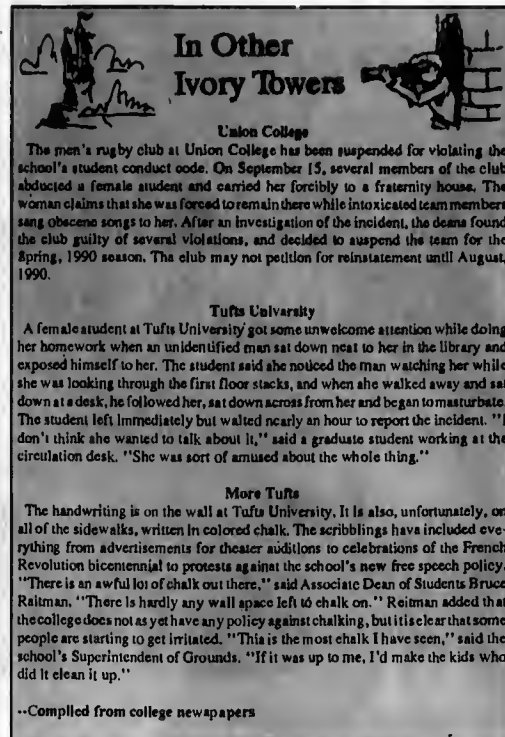 In Other
Ivory Towers
Union College
The men's rugby club at Union College has been suspended for violating the
school's student conduct code. On September 15, several members of the club
abducted a female student and carried her forcibly to a fraternity house. The
woman claims that she was forced to remain there while intoxicated team members
sang obscene songs to her. After an investigation of the incident, the deans found
the club guilty of several violations, and decided to suspend the team for the
Spring, 1990 season. The club may not petition for reinstatement until August,
1990.
Tufts University
A female student at Tufts University got some unwelcome attention while doing
her homework when an unidentified man sat down next to her in the library and
exposed himself to her. The student said she noticed the man watching her while
she was looking through the first floor stacks, and when she walked away and sat
down at a desk, he followed her, sat down across from her and began to masturbate.
The student left immediately but waited nearly an hour to report the incident. "I
don't think she wanted to talk about it," said a graduate student working at the
circulation desk. "She was sort of amused about the whole thing."
More Tufts
The handwriting is on the wall at Tufts University. It is also, unfortunately, on
all of the sidewalks, written in colored chalk. The scribblings have included eve-
rything from advertisements for theater auditions to celebrations of the French
Revolution bicentennial to protests against the school's new free speech policy.
"There is an awful lot of chalk out there," said Associate Dean of Students Bruce
Reitman. "There is hardly any wall space left to chalk on." Reitman added that
the college does not as yet have any policy against chalking, but it is clear that some
people are starting to get irritated. "This is the most chalk I have seen," said the
school's Superintendent of Grounds. "If it was up to me, I'd make the kids who
did it clean it up."
--Compiled from college newspapers